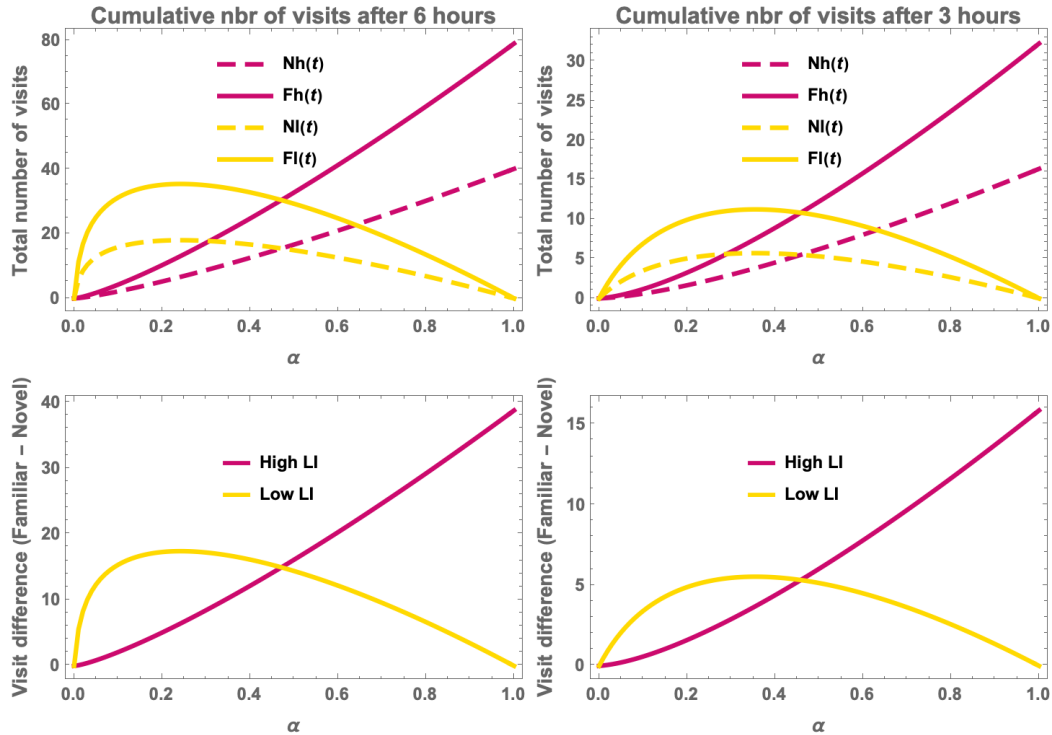 Cumulative nbr of visits after 6 hours
Total number of visits
80
60
40
20
0
Nh(t)
Fh(t)
Nl(t)
Fl(t)
0.0 0.2 0.4 0.6 0.8 1.0
α
Cumulative nbr of visits after 3 hours
Total number of visits
30
25
20
15
10
5
0
Nh(t)
Fh(t)
Nl(t)
Fl(t)
0.0 0.2 0.4 0.6 0.8 1.0
α
Visit difference (Familiar – Novel)
40
30
20
10
0
High LI
Low LI
0.0 0.2 0.4 0.6 0.8 1.0
α
Visit difference (Familiar – Novel)
15
10
5
0
High LI
Low LI
0.0 0.2 0.4 0.6 0.8 1.0
α